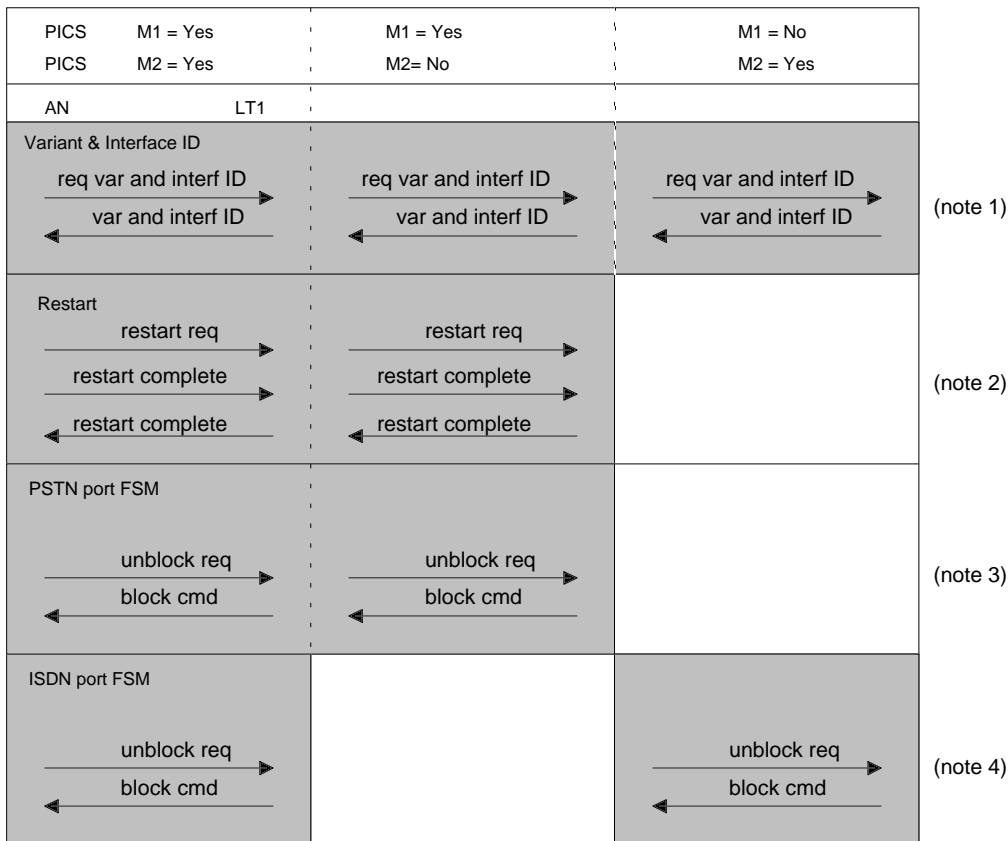 PICS M1 = Yes M1 = Yes M1 = No
PICS M2 = Yes M2= No M2 = Yes
AN LT1
Variant & Interface ID
req var and interf ID req var and interf ID req var and interf ID
var and interf ID var and interf ID var and interf ID
(note 1)
Restart
restart req restart req
restart complete restart complete
(note 2)
restart complete restart complete
PSTN port FSM
unblock req unblock req
(note 3)
block cmd block cmd
ISDN port FSM
unblock req unblock req
(note 4)
block cmd block cmd